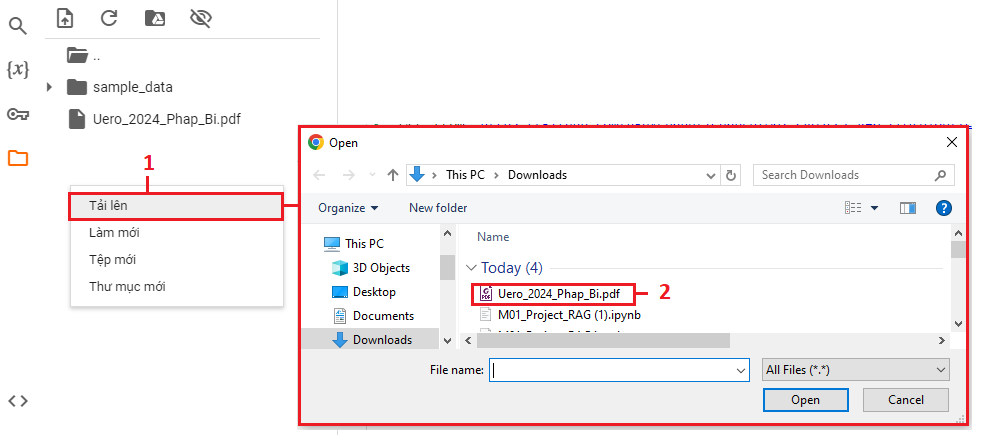 ..
{x}
sample_data
Uero_2024_Phap_Bi.pdf
1
Tải lên
Làm mới
Tệp mới
Thư mục mới
Open
This PC
Downloads
Search Downloads
Organize
New folder
?
This PC
3D Objects
Desktop
Documents
Downloads
Name
Today (4)
PDF
Uero_2024_Phap_Bi.pdf
2
M01_Project_RAG (1).ipynb
File name:
All Files (*.*)
Open
Cancel